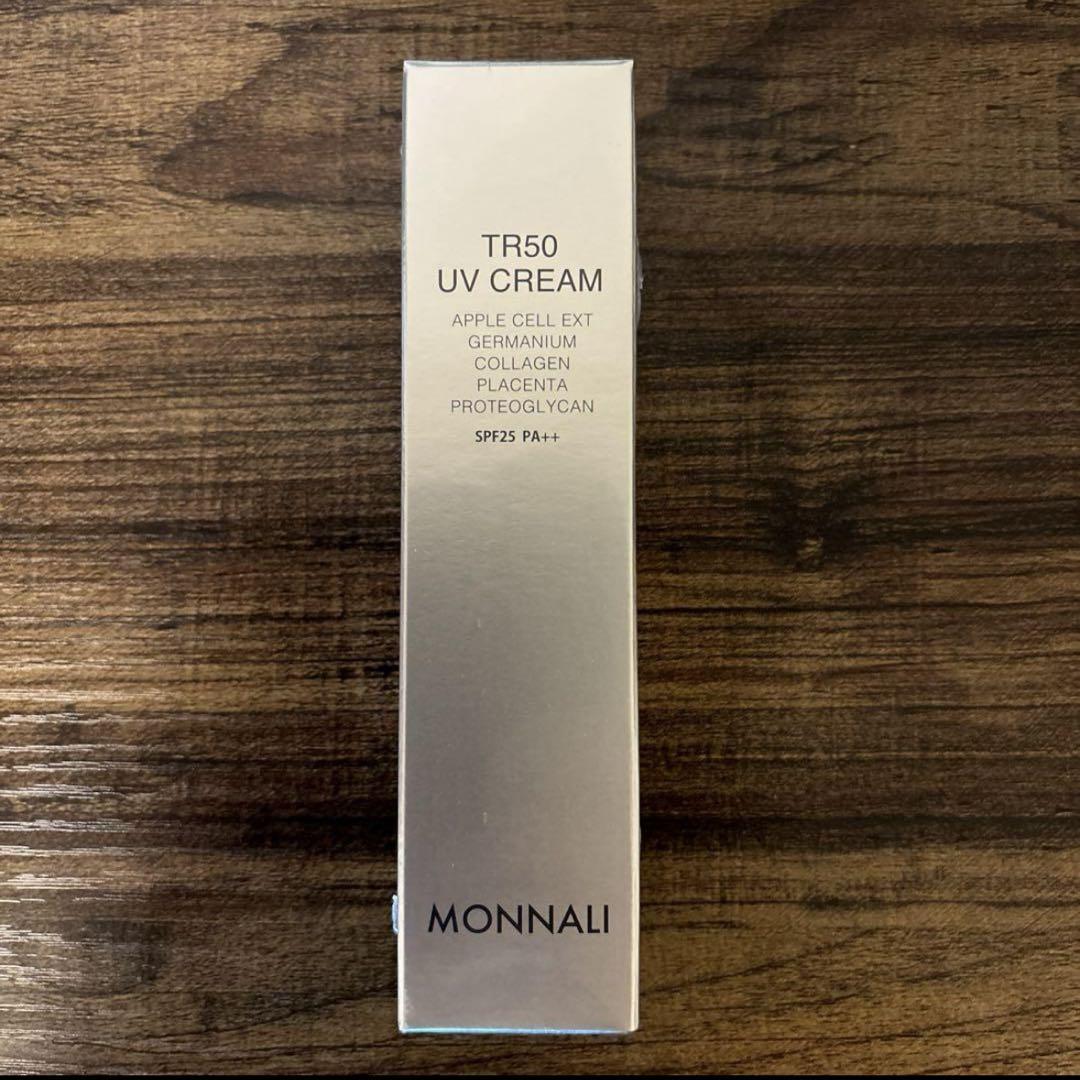 TR50
UV CREAM
APPLE CELL EXT
GERMANIUM
COLLAGEN
PLACENTA
PROTEOGLYCAN
SPF25 PA++
MONNALI